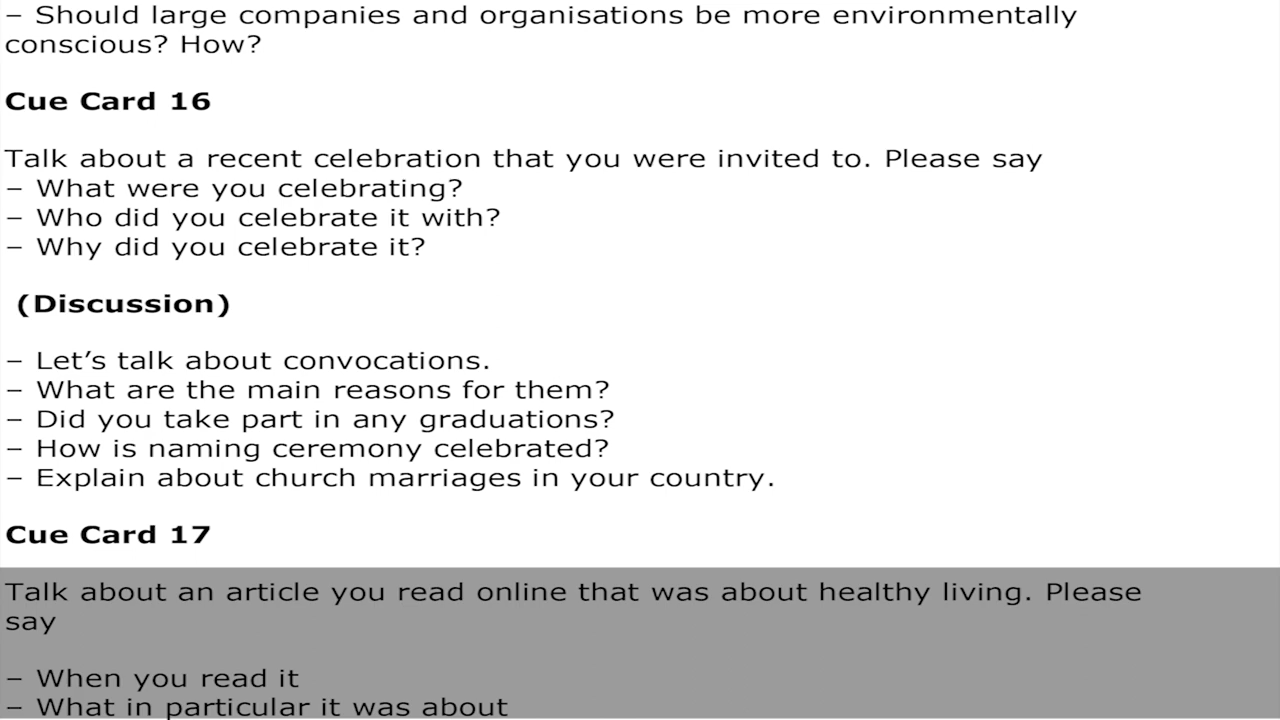 – Should large companies and organisations be more environmentally
conscious? How?
Cue Card 16
Talk about a recent celebration that you were invited to. Please say
– What were you celebrating?
– Who did you celebrate it with?
– Why did you celebrate it?
(Discussion)
– Let’s talk about convocations.
– What are the main reasons for them?
– Did you take part in any graduations?
– How is naming ceremony celebrated?
– Explain about church marriages in your country.
Cue Card 17
Talk about an article you read online that was about healthy living. Please
say
– When you read it
– What in particular it was about